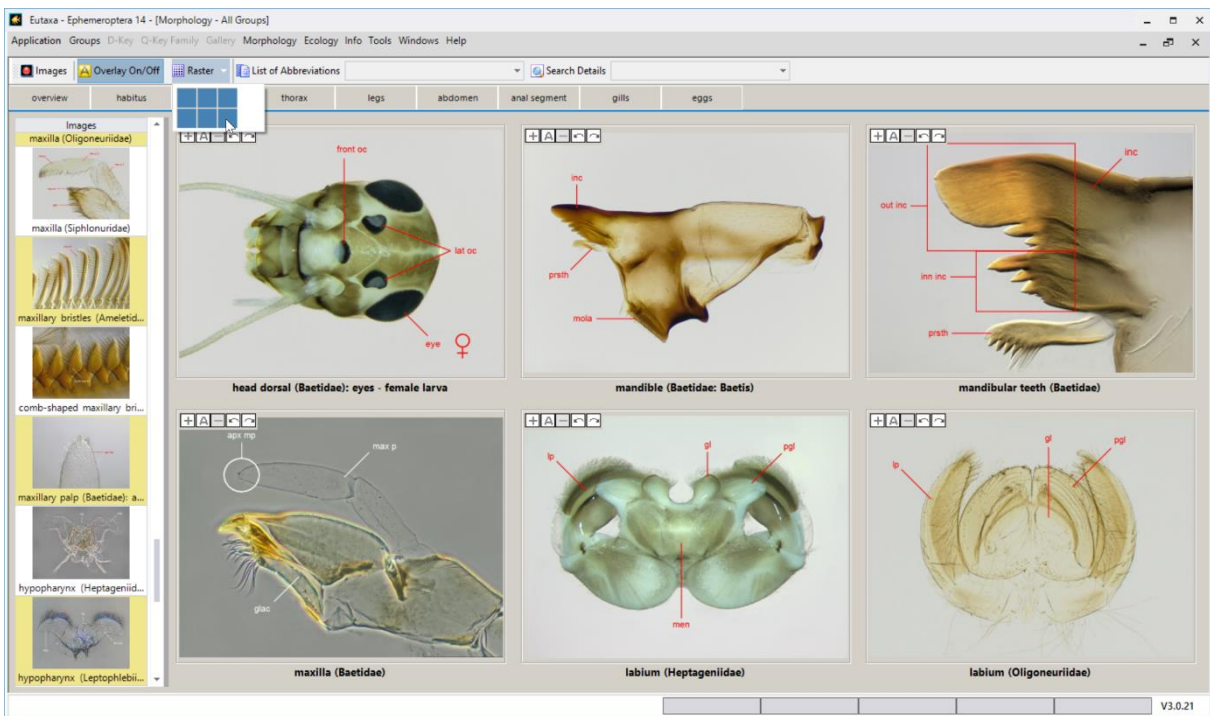 Eutaxa - Ephemeroptera 14 - [Morphology - All Groups]
Application Groups D-Key Q-Key Family Gallery Morphology Ecology Info Tools Windows Help
Images Overlay On/Off Raster List of Abbreviations Search Details
overview habitus thorax legs abdomen anal segment gills eggs
Images
maxilla (Oligoneuriidae)
maxilla (Siphlonuridae)
maxillary bristles (Ameletid...
comb-shaped maxillary bri...
maxillary palp (Baetidae): a...
hypopharynx (Heptageniid...
hypopharynx (Leptophlebii...
A
front oc
lat oc
eye
♀
head dorsal (Baetidae): eyes - female larva
A
inc
prsth
mola
mandible (Baetidae: Baetis)
A
inc
out inc
inn inc
prsth
mandibular teeth (Baetidae)
A
apx mp
max p
glac
maxilla (Baetidae)
A
lp
gl
pgl
men
labium (Heptageniidae)
A
lp
gl
pgl
labium (Oligoneuriidae)
V3.0.21